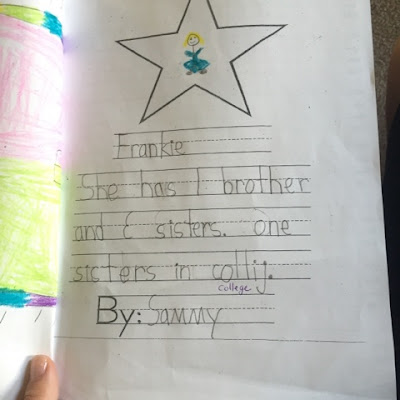 Frankie
She has 1 brother
and 6 sisters. One
sisters in collij.
college
By: Sammy